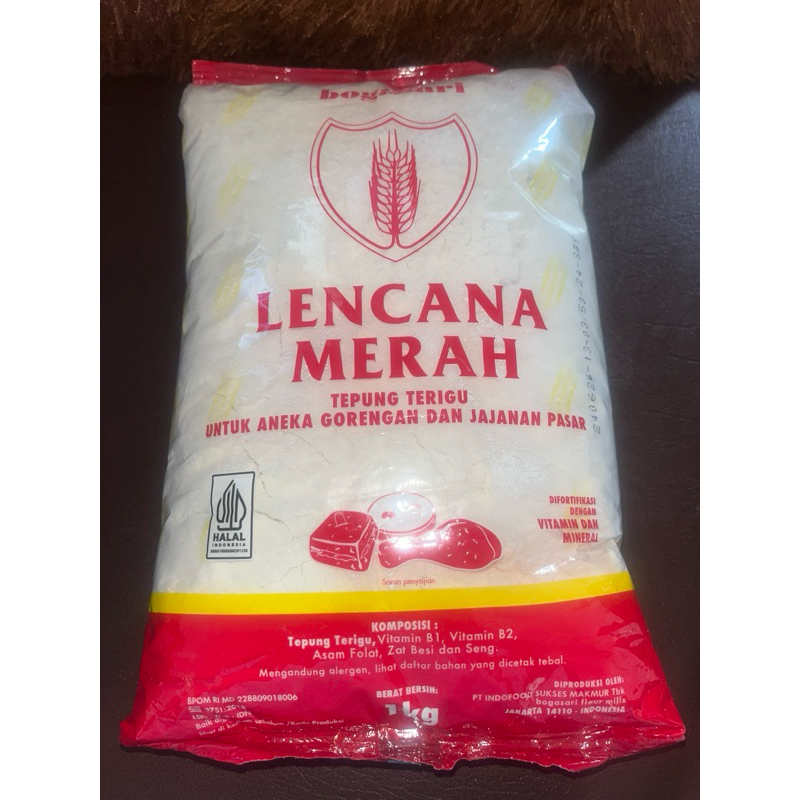 bogasari
LENCANA
MERAH
TEPUNG TERIGU
UNTUK ANEKA GORENGAN DAN JAJANAN PASAR
HALAL
INDONESIA
DIFORTIFIKASI
DENGAN
VITAMIN DAN
MINERAL
Saran penyajian
KOMPOSISI :
Tepung Terigu, Vitamin B1, Vitamin B2,
Asam Folat, Zat Besi dan Seng.
Mengandung alergen, lihat daftar bahan yang dicetak tebal.
BPOM RI MD 228809018006
BERAT BERSIH:
1kg
DIPRODUKSI OLEH:
PT INDOFOOD SUKSES MAKMUR Tbk
bogasari flour mills
JAKARTA 14110 - INDONESIA